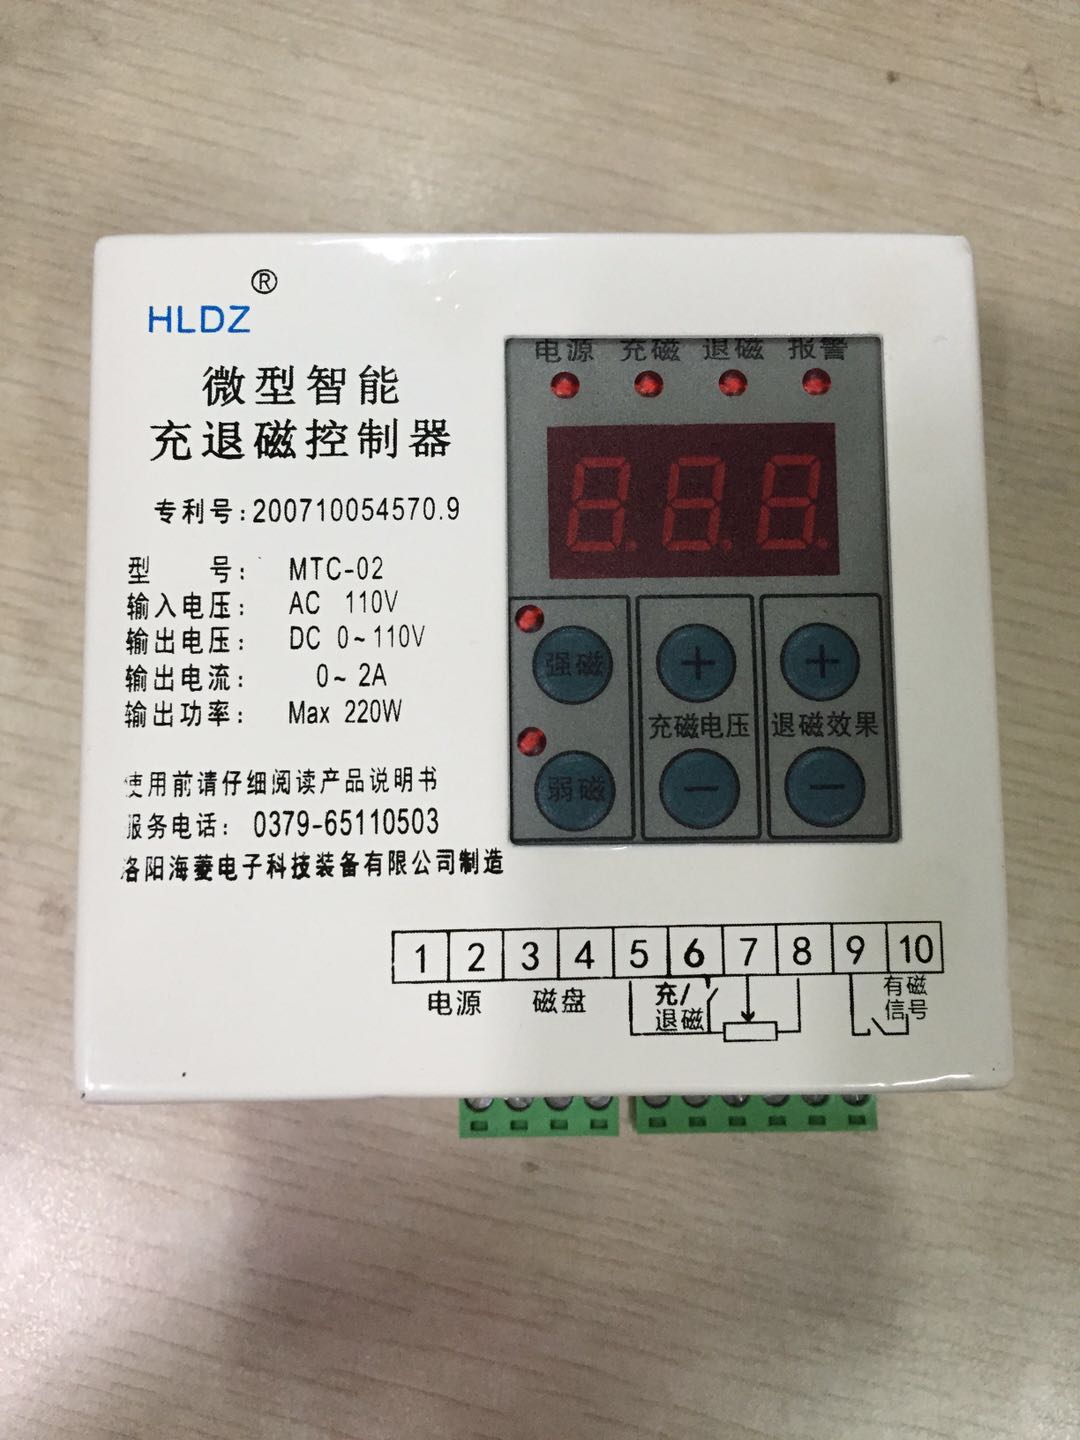 HLDZ®
微型智能
充退磁控制器
专利号:200710054570.9
型 号: MTC-02
输入电压: AC 110V
输出电压: DC 0~110V
输出电流: 0~2A
输出功率: Max 220W
使用前请仔细阅读产品说明书
服务电话: 0379-65110503
洛阳海菱电子科技装备有限公司制造
电源 充磁 退磁 报警
8.8.8.
强磁
弱磁
+
充磁电压
-
+
退磁效果
-
1 2 3 4 5 6 7 8 9 10
电源
磁盘
充/
退磁
有磁
信号